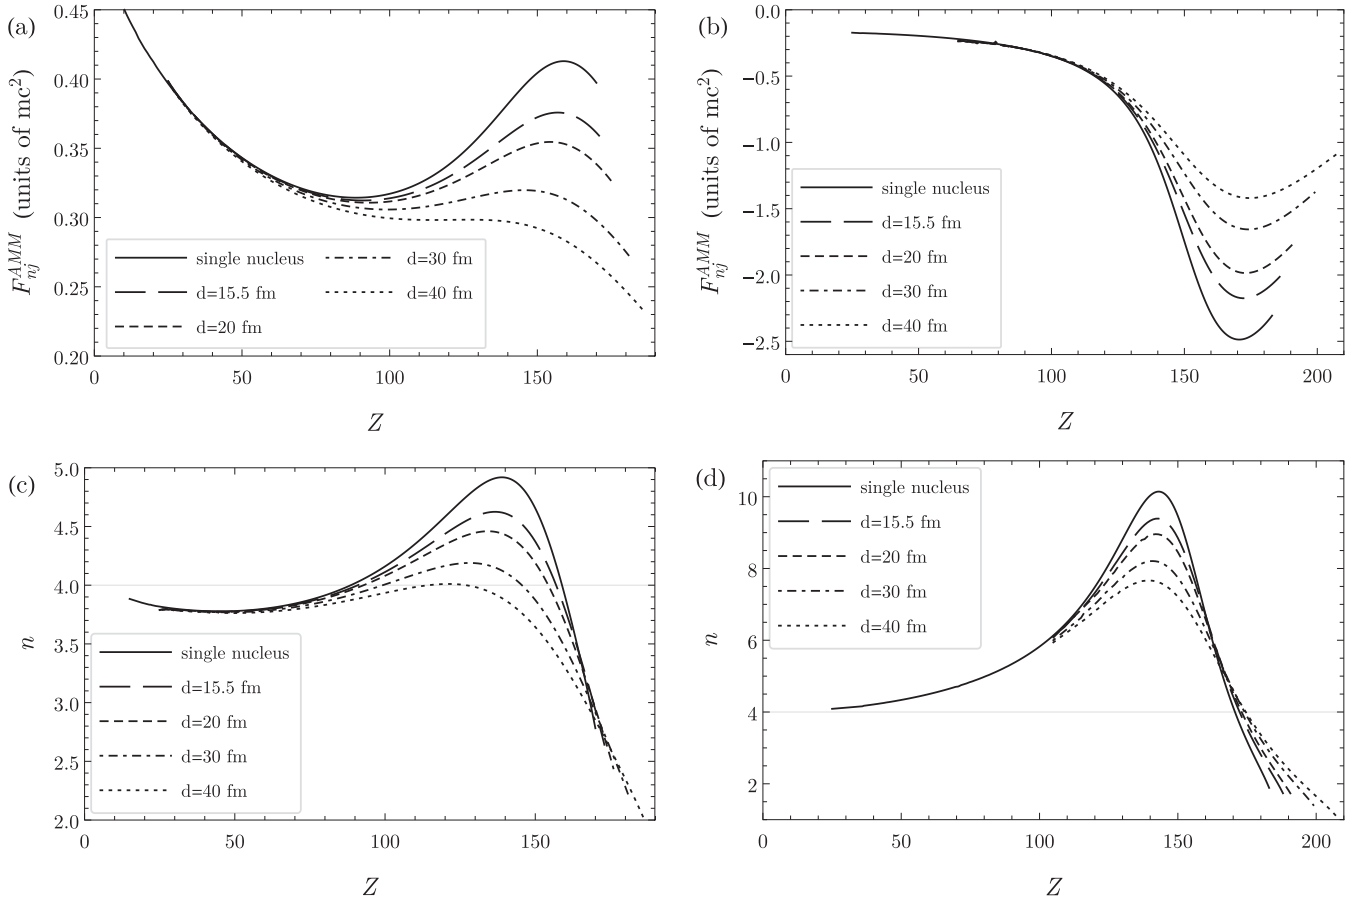 (a)
0.45
0.40
0.35
0.30
0.25
0.20
F_{nj}^{AMM} (units of mc²)
single nucleus
d=15.5 fm
d=20 fm
d=30 fm
d=40 fm
0 50 100 150
Z
(b)
0.0
−0.5
−1.0
−1.5
−2.0
−2.5
F_{nj}^{AMM} (units of mc²)
single nucleus
d=15.5 fm
d=20 fm
d=30 fm
d=40 fm
0 50 100 150 200
Z
(c)
5.0
4.5
4.0
3.5
3.0
2.5
2.0
n
single nucleus
d=15.5 fm
d=20 fm
d=30 fm
d=40 fm
0 50 100 150
Z
(d)
10
8
6
4
2
n
single nucleus
d=15.5 fm
d=20 fm
d=30 fm
d=40 fm
0 50 100 150 200
Z